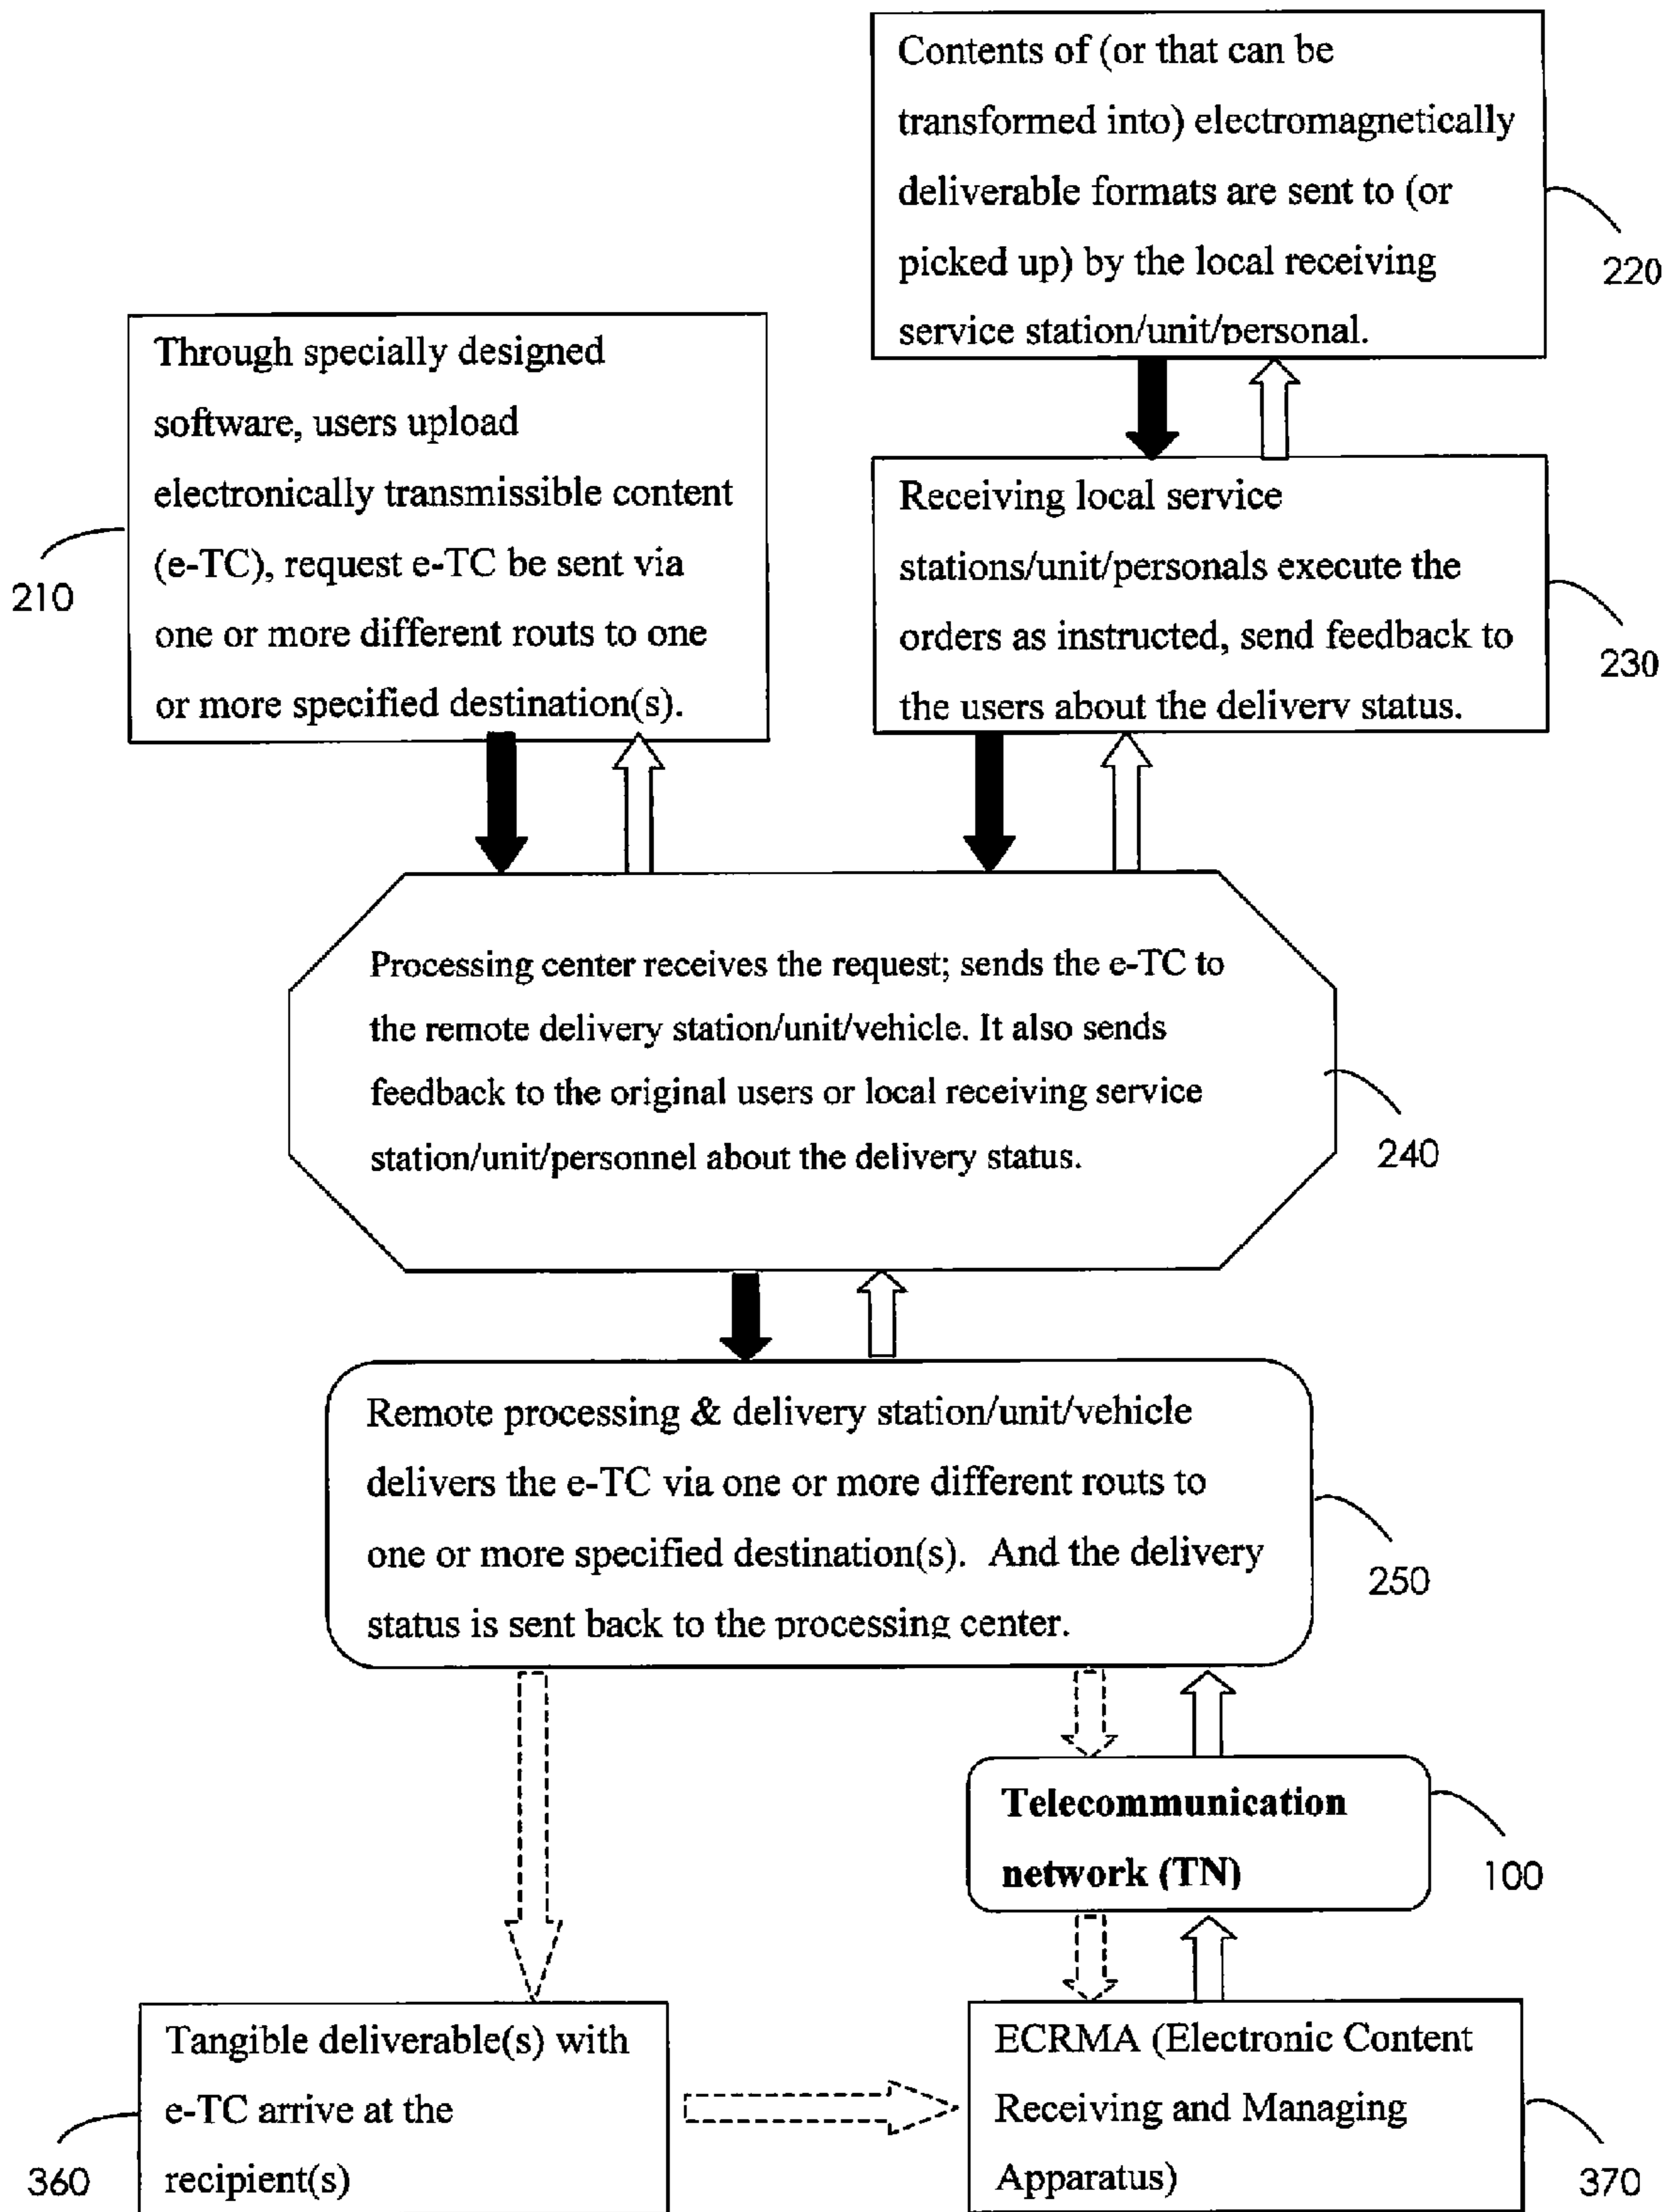 Contents of (or that can be
transformed into) electromagnetically
deliverable formats are sent to (or
picked up) by the local receiving
service station/unit/personal.
220
Through specially designed
software, users upload
electronically transmissible content
(e-TC), request e-TC be sent via
one or more different routs to one
or more specified destination(s).
210
Receiving local service
stations/unit/personals execute the
orders as instructed, send feedback to
the users about the delivery status.
230
Processing center receives the request; sends the e-TC to
the remote delivery station/unit/vehicle. It also sends
feedback to the original users or local receiving service
station/unit/personnel about the delivery status.
240
Remote processing & delivery station/unit/vehicle
delivers the e-TC via one or more different routs to
one or more specified destination(s). And the delivery
status is sent back to the processing center.
250
Telecommunication
network (TN)
100
Tangible deliverable(s) with
e-TC arrive at the
recipient(s)
360
ECRMA (Electronic Content
Receiving and Managing
Apparatus)
370